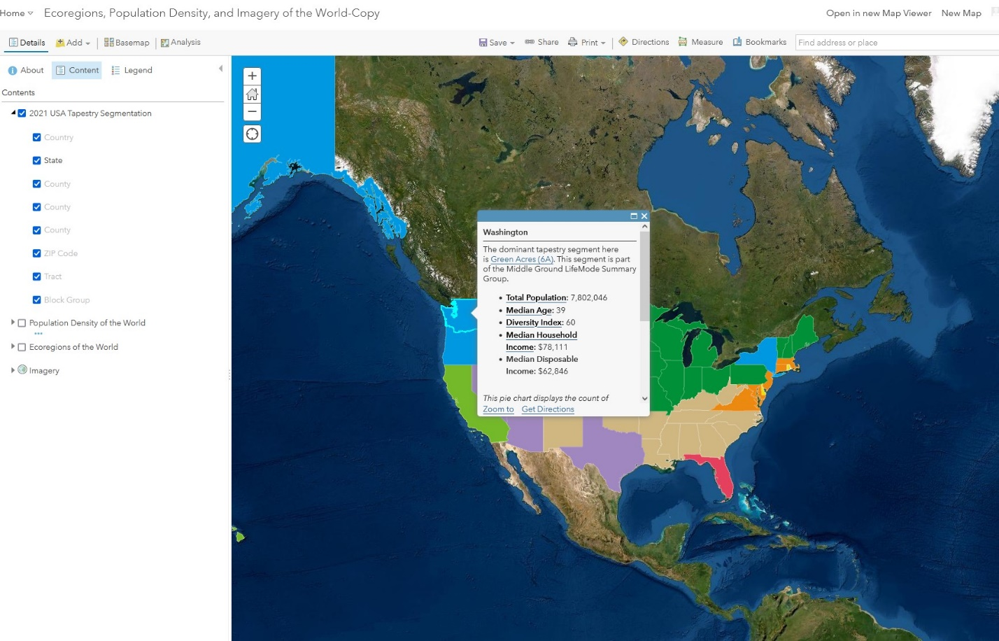 Home Ecoregions, Population Density, and Imagery of the World-Copy Open in new Map Viewer New Map
Details Add Basemap Analysis Save Share Print Directions Measure Bookmarks Find address or place
About Content Legend
Contents
2021 USA Tapestry Segmentation
Country
State
County
County
County
ZIP Code
Tract
Block Group
Population Density of the World
Ecoregions of the World
Imagery
Washington
The dominant tapestry segment here
is Green Acres (6A). This segment is part
of the Middle Ground LifeMode Summary
Group.
• Total Population: 7,802,046
• Median Age: 39
• Diversity Index: 60
• Median Household
Income: $78,111
• Median Disposable
Income: $62,846
This pie chart displays the count of
Zoom to Get Directions